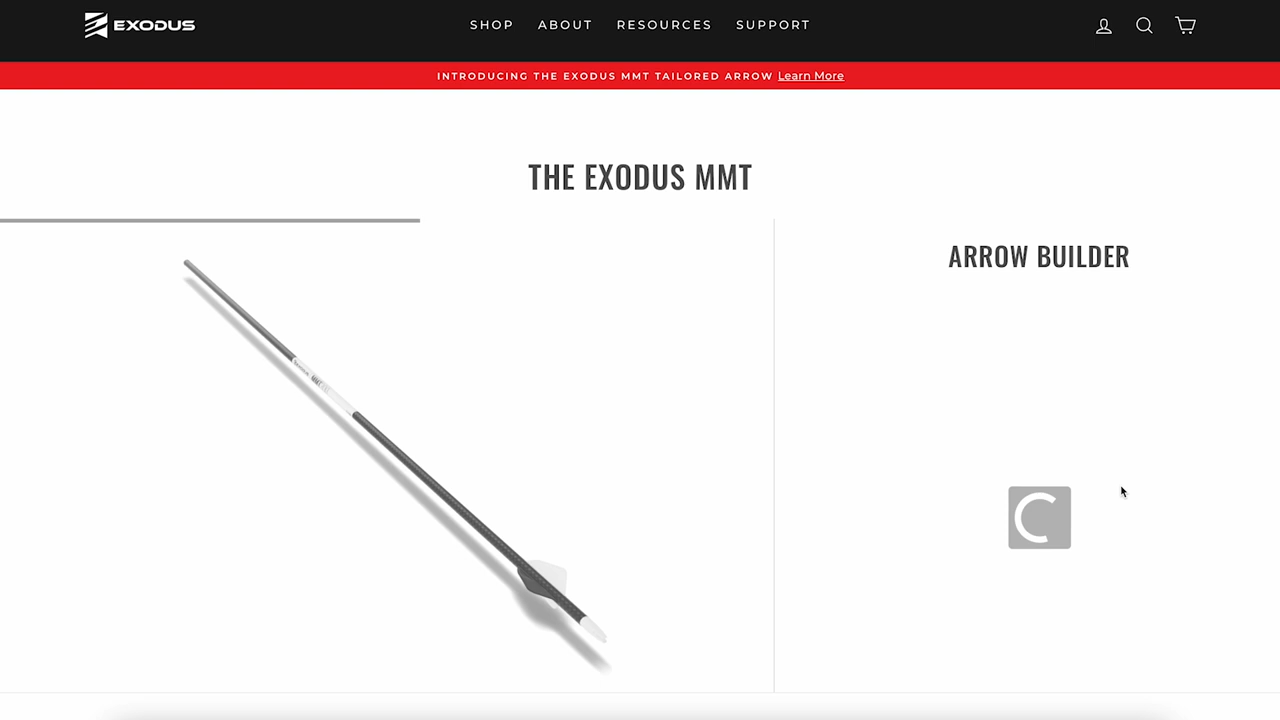 EXODUS
SHOP ABOUT RESOURCES SUPPORT
INTRODUCING THE EXODUS MMT TAILORED ARROW Learn More
THE EXODUS MMT
ARROW BUILDER